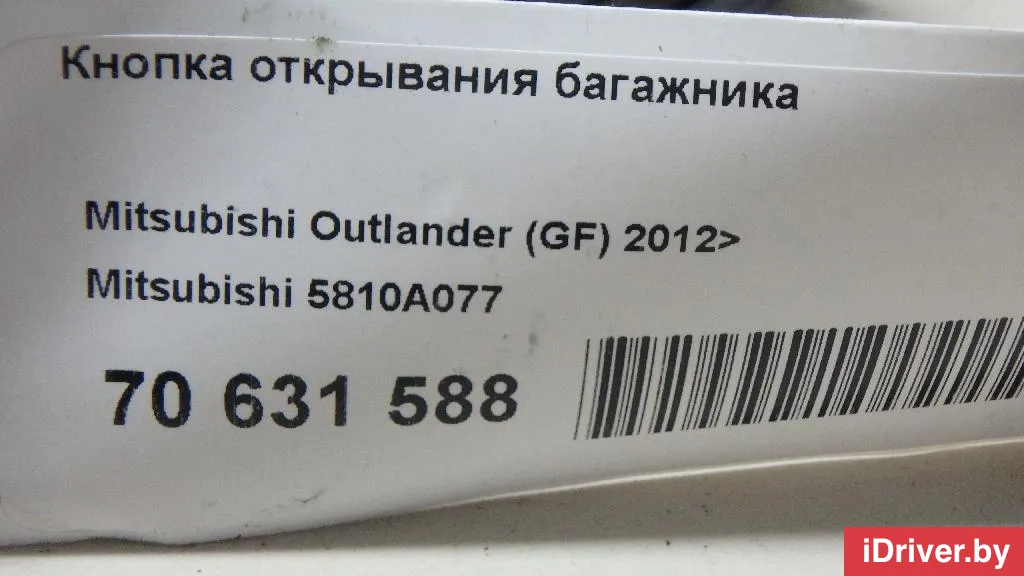 Кнопка открывания багажника
Mitsubishi Outlander (GF) 2012>
Mitsubishi 5810A077
70 631 588
iDriver.by